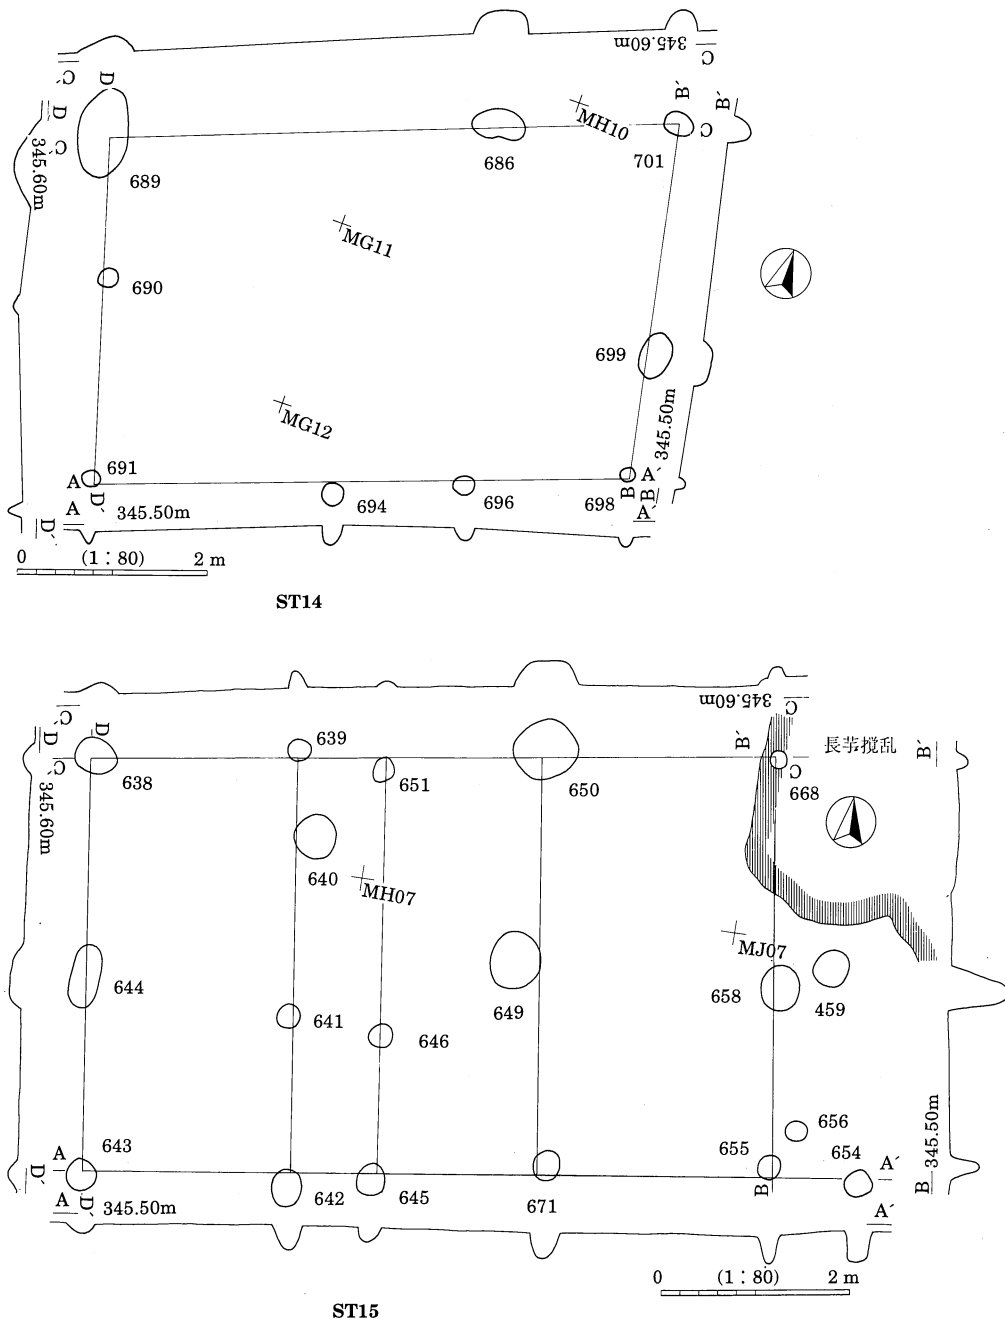 345.60m
C
C´
D
B´
B´
D
C´
345.60m
MH10
C
686
701
689
MG11
690
699
MG12
345.50m
691
A
D´
A
345.50m
D´
694
696
698
B
A´
B
A´
0 (1:80) 2 m
ST14
345.60m
C
C´
D
D
C´
345.60m
638
639
651
650
B´
C
668
長芋撹乱
B´
640
MH07
MJ07
644
649
658
459
641
646
656
643
655
654
A
A´
D´
A
D´
345.50m
642
645
671
B
A´
B
345.50m
0 (1:80) 2 m
ST15